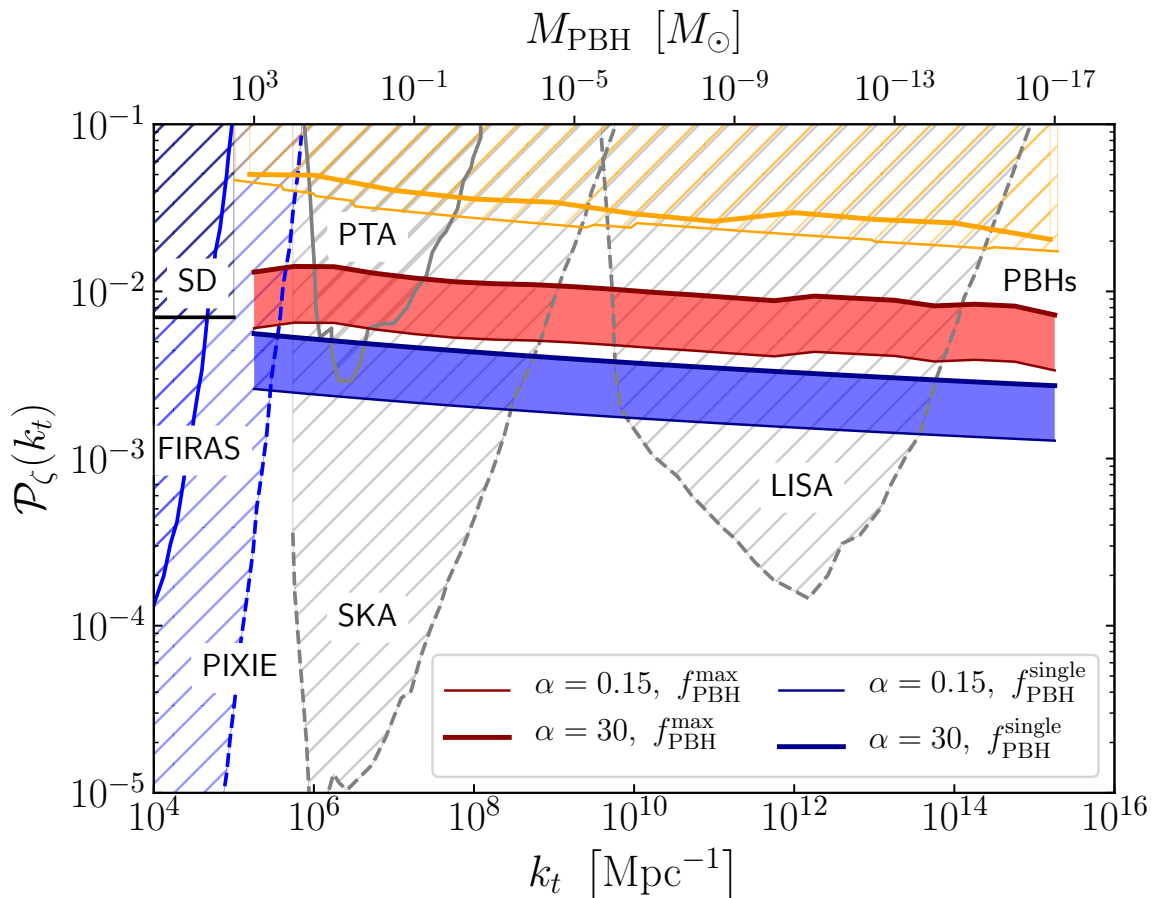 M_PBH [M_⊙]
10^3 10^-1 10^-5 10^-9 10^-13 10^-17
10^-1
10^-2
10^-3
10^-4
10^-5
P_ζ(k_t)
PTA
SD
PBHs
FIRAS
LISA
SKA
PIXIE
α = 0.15, f_PBH^max
α = 30, f_PBH^max
α = 0.15, f_PBH^single
α = 30, f_PBH^single
10^4 10^6 10^8 10^10 10^12 10^14 10^16
k_t [Mpc^-1]